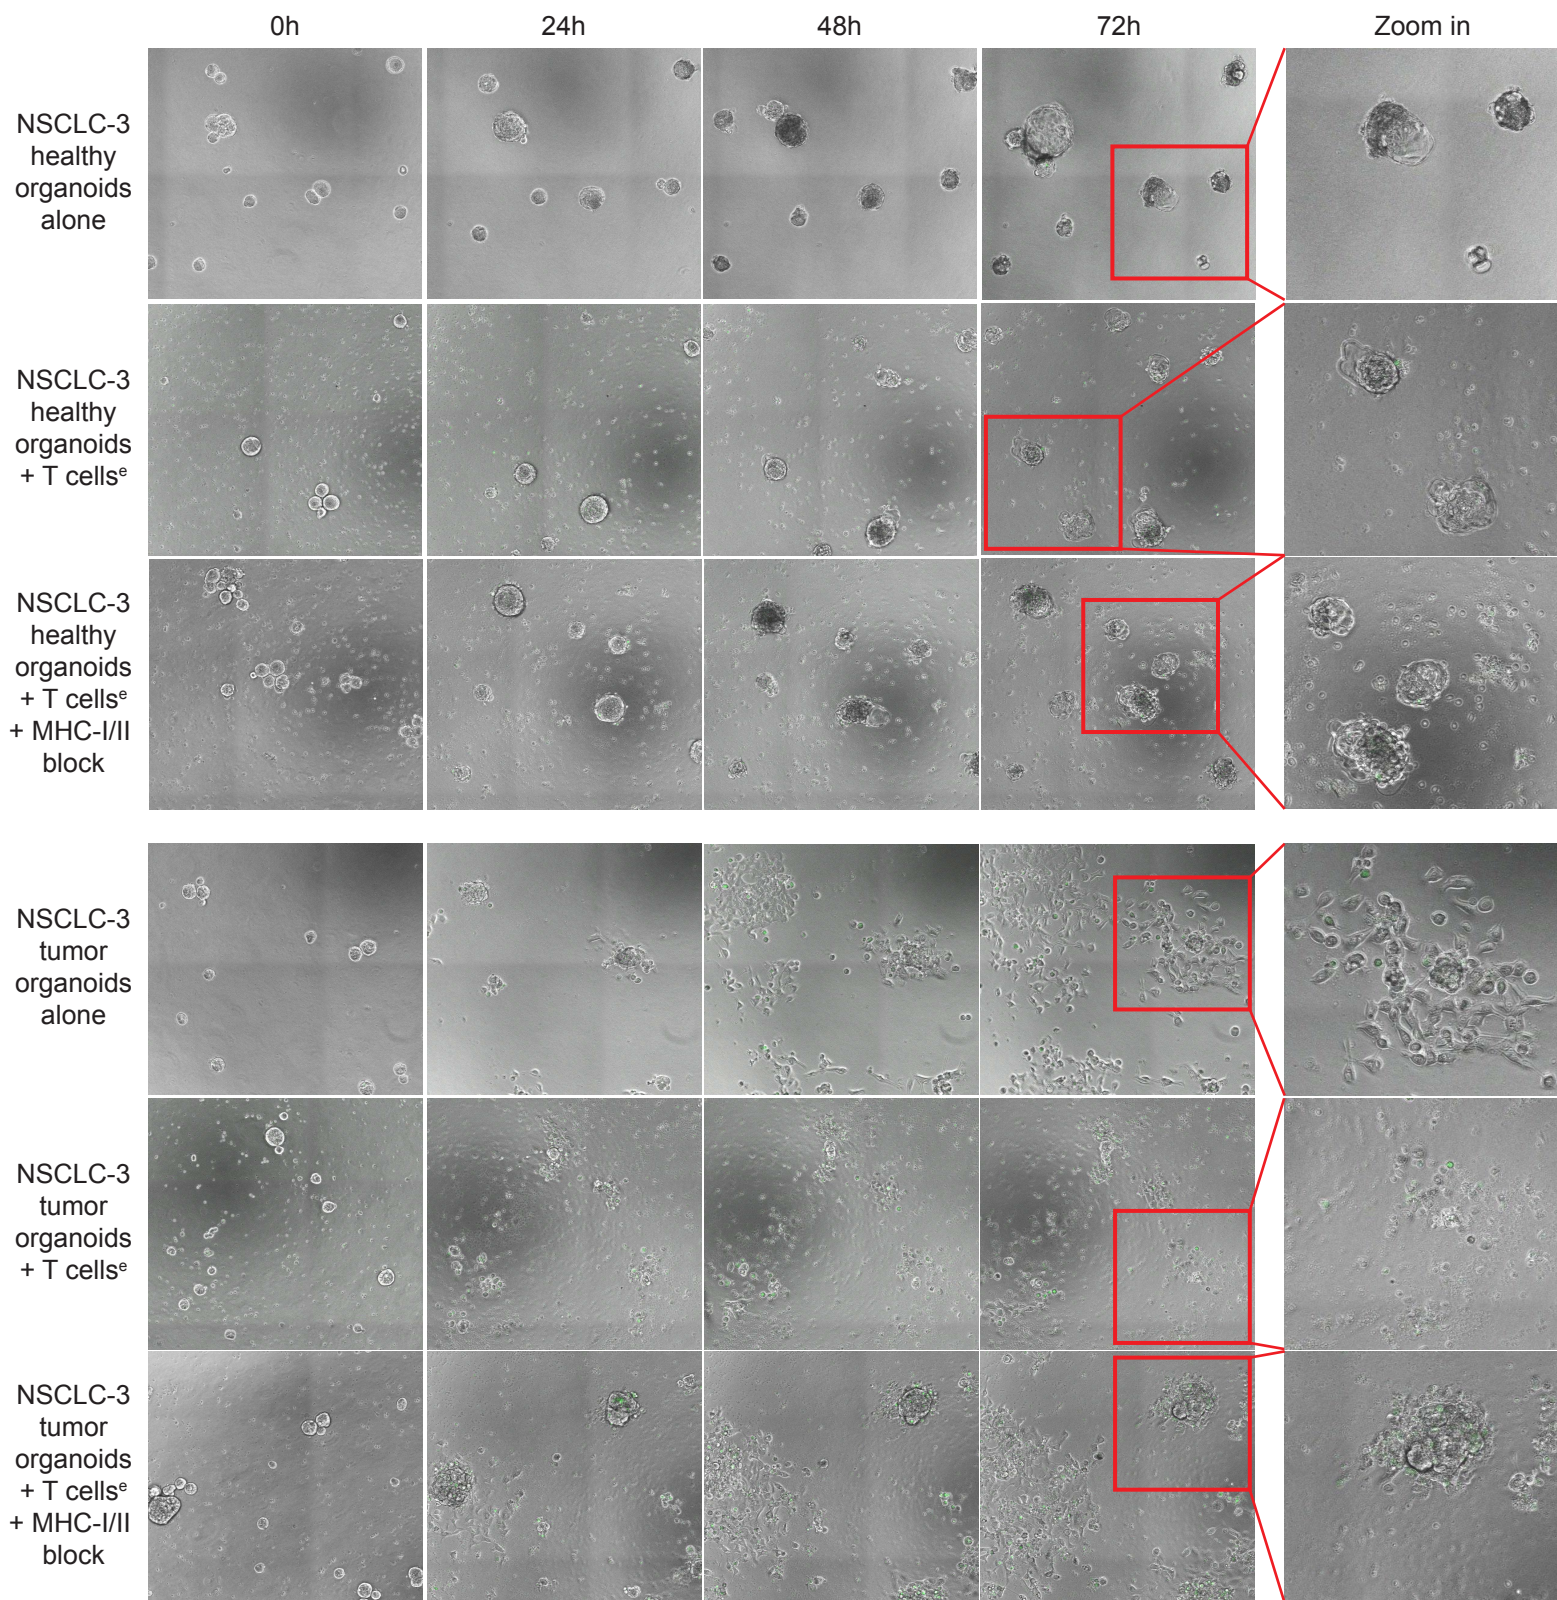 0h 24h 48h 72h Zoom in
NSCLC-3
healthy
organoids
alone
NSCLC-3
healthy
organoids
+ T cellsᵉ
NSCLC-3
healthy
organoids
+ T cellsᵉ
+ MHC-I/II
block
NSCLC-3
tumor
organoids
alone
NSCLC-3
tumor
organoids
+ T cellsᵉ
NSCLC-3
tumor
organoids
+ T cellsᵉ
+ MHC-I/II
block